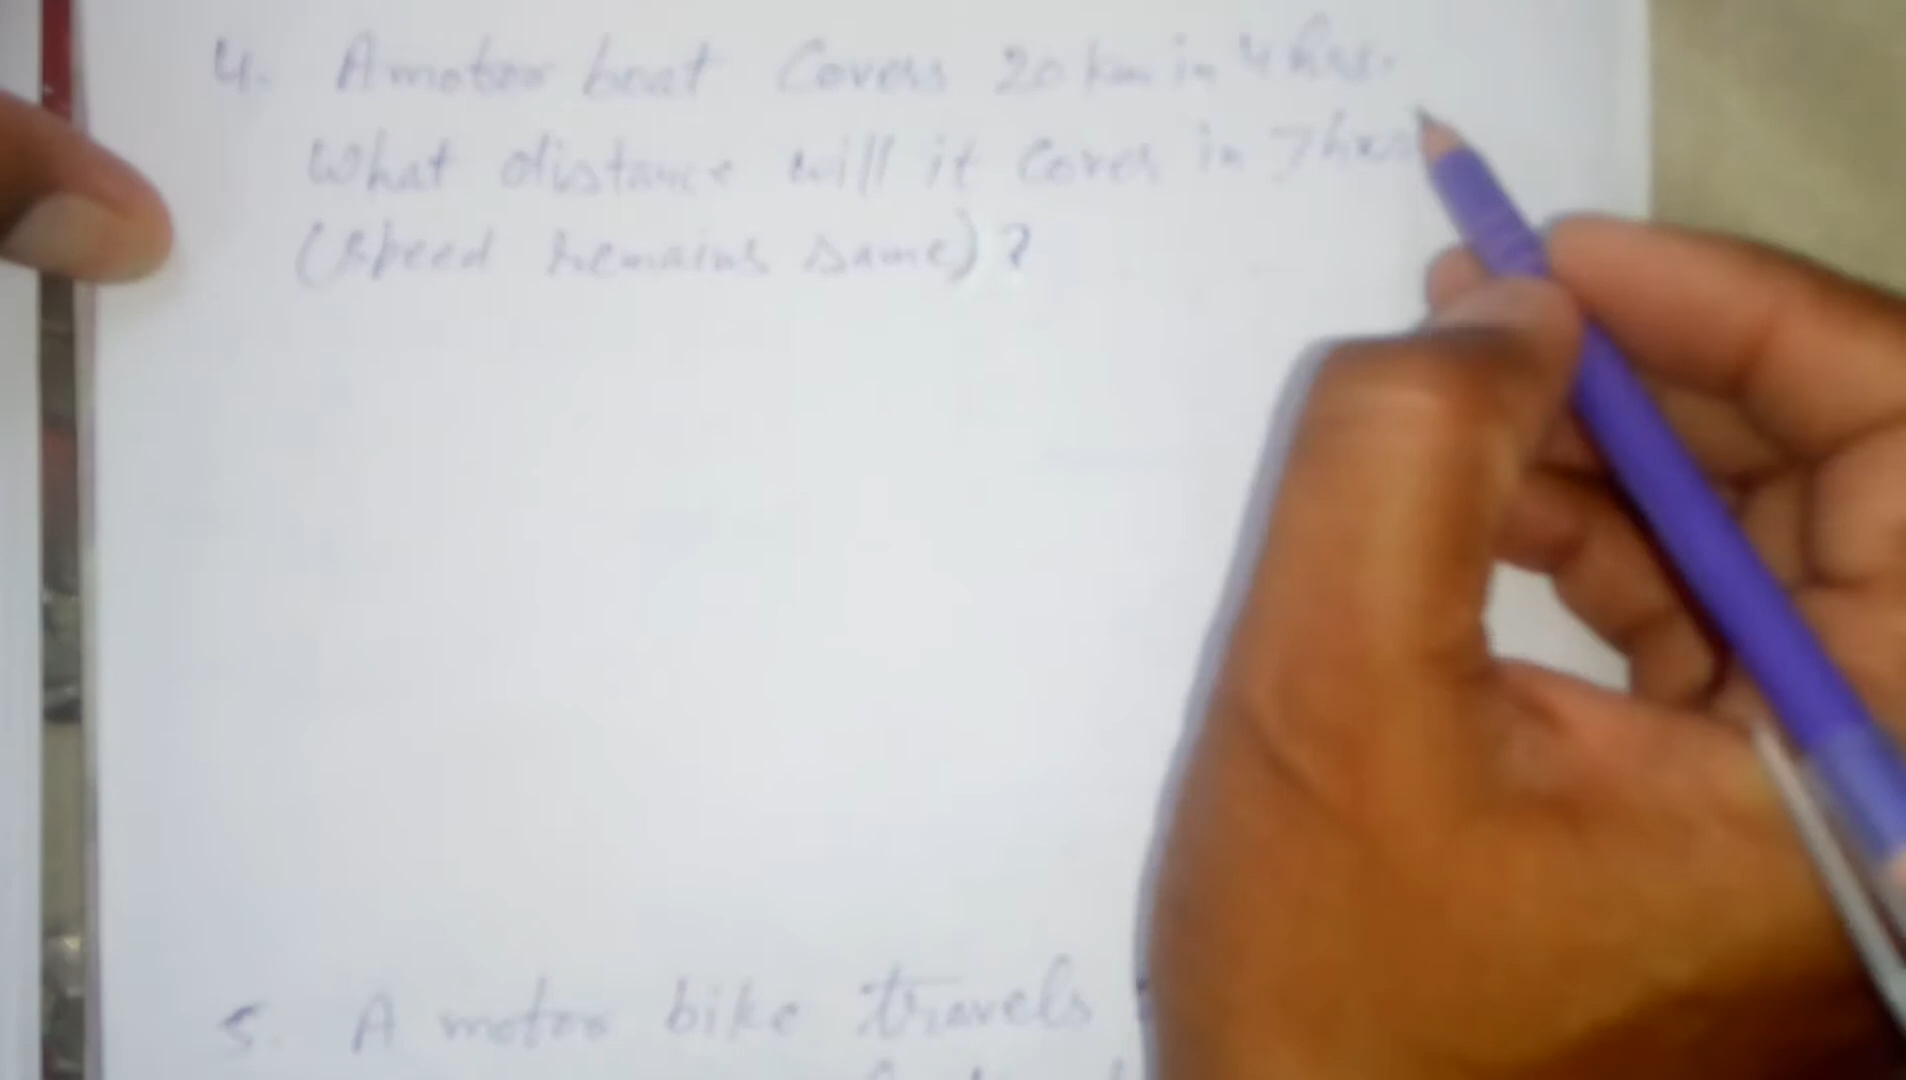 4. A motor boat Covers 20 km in 4 hrs.
What distance will it cover in 7 hrs
(speed remains same)?
5. A motor bike travels